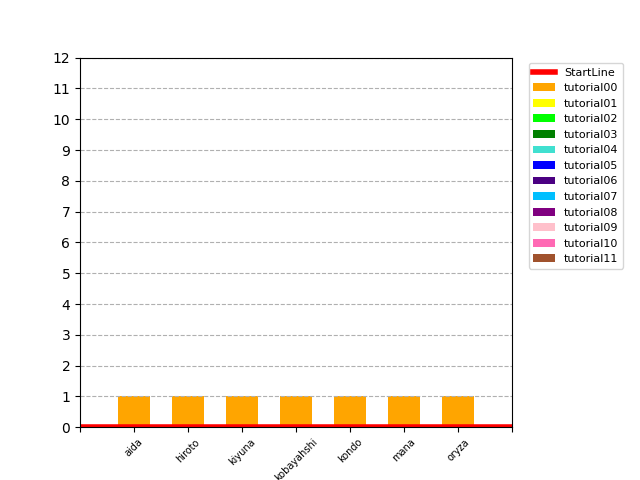 12
11
10
9
8
7
6
5
4
3
2
1
0
aida
hiroto
kiyuna
kobayahshi
kondo
mana
oryza
StartLine
tutorial00
tutorial01
tutorial02
tutorial03
tutorial04
tutorial05
tutorial06
tutorial07
tutorial08
tutorial09
tutorial10
tutorial11